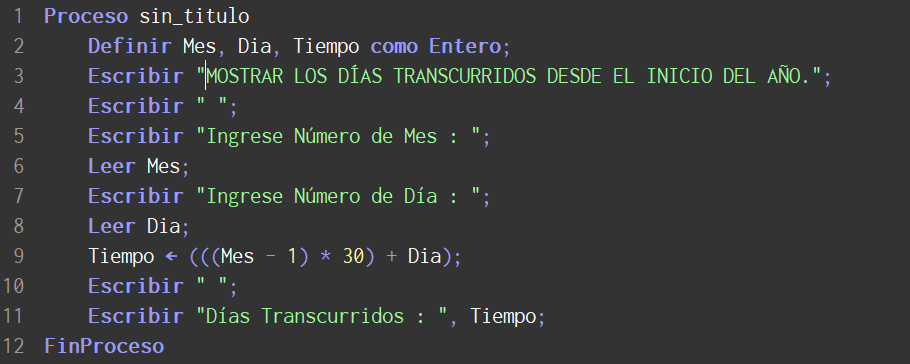 1 Proceso sin_titulo
2 Definir Mes, Dia, Tiempo como Entero;
3 Escribir "MOSTRAR LOS DÍAS TRANSCURRIDOS DESDE EL INICIO DEL AÑO.";
4 Escribir " ";
5 Escribir "Ingrese Número de Mes : ";
6 Leer Mes;
7 Escribir "Ingrese Número de Día : ";
8 Leer Dia;
9 Tiempo ← (((Mes - 1) * 30) + Dia);
10 Escribir " ";
11 Escribir "Días Transcurridos : ", Tiempo;
12 FinProceso